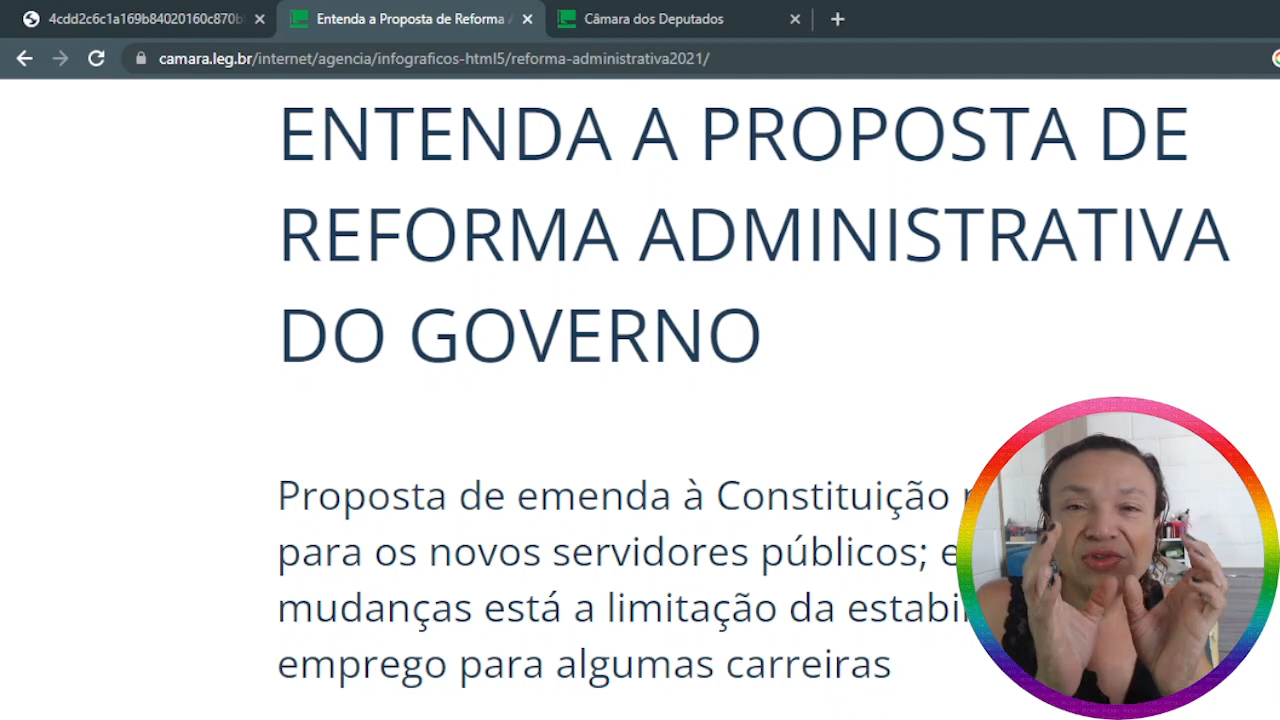 4cdd2c6c1a169b84020160c870b
Entenda a Proposta de Reforma
Câmara dos Deputados
camara.leg.br/internet/agencia/infograficos-html5/reforma-administrativa2021/
ENTENDA A PROPOSTA DE
REFORMA ADMINISTRATIVA
DO GOVERNO
Proposta de emenda à Constituição
para os novos servidores públicos; e
mudanças está a limitação da estabi
emprego para algumas carreiras